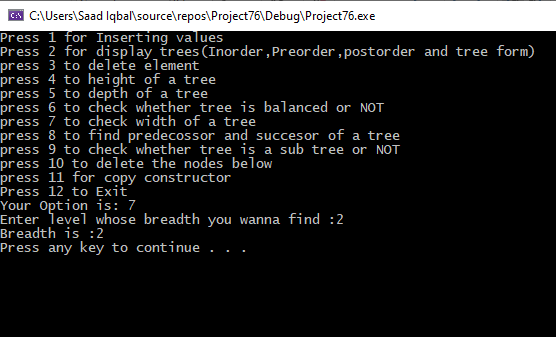 C:\Users\Saad Iqbal\source\repos\Project76\Debug\Project76.exe
Press 1 for Inserting values
Press 2 for display trees(Inorder,Preorder,postorder and tree form)
press 3 to delete element
Press 4 to height of a tree
press 5 to depth of a tree
press 6 to check whether tree is balanced or NOT
press 7 to check width of a tree
press 8 to find predecossor and succesor of a tree
press 9 to check whether tree is a sub tree or NOT
press 10 to delete the nodes below
press 11 for copy constructor
Press 12 to Exit
Your Option is: 7
Enter level whose breadth you wanna find :2
Breadth is :2
Press any key to continue . . .